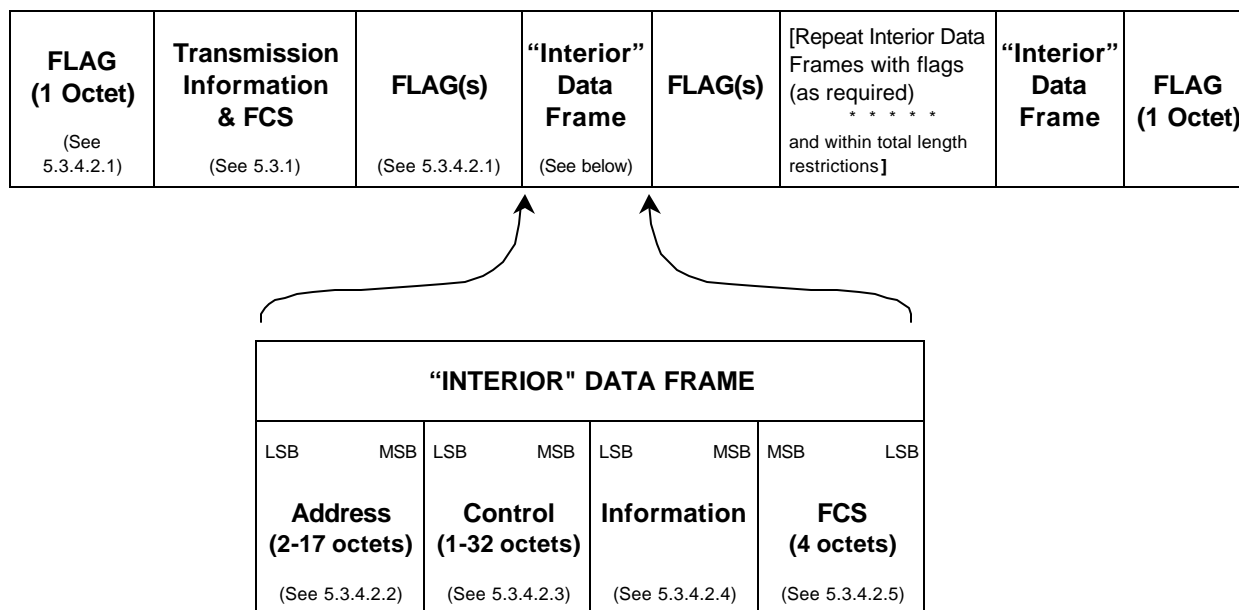 FLAG
(1 Octet)
(See
5.3.4.2.1)
Transmission
Information
& FCS
(See 5.3.1)
FLAG(s)
(See 5.3.4.2.1)
“Interior”
Data
Frame
(See below)
FLAG(s)
[Repeat Interior Data
Frames with flags
(as required)
* * * * *
and within total length
restrictions]
“Interior”
Data
Frame
FLAG
(1 Octet)
“INTERIOR" DATA FRAME
LSB MSB
Address
(2-17 octets)
(See 5.3.4.2.2)
LSB MSB
Control
(1-32 octets)
(See 5.3.4.2.3)
LSB MSB
Information
(See 5.3.4.2.4)
MSB LSB
FCS
(4 octets)
(See 5.3.4.2.5)